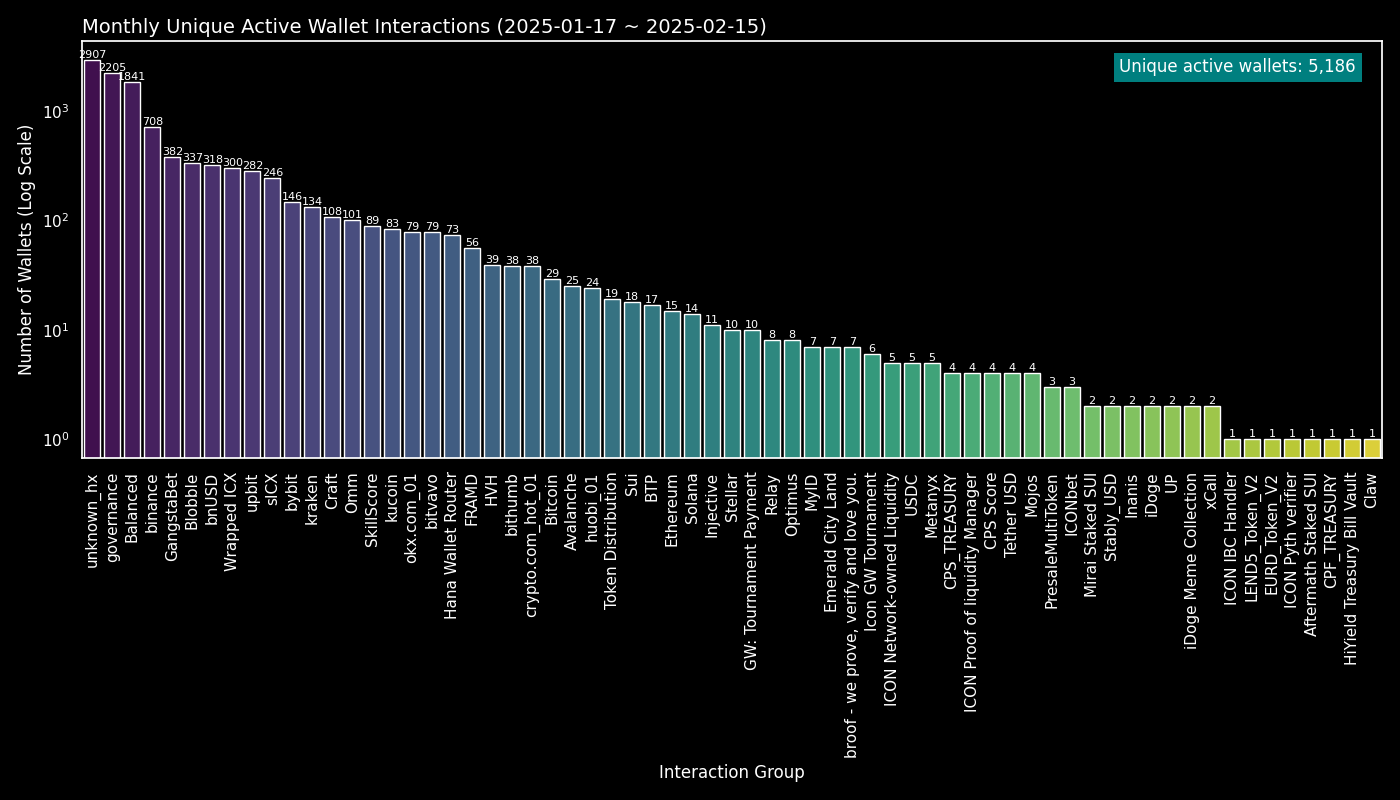 Monthly Unique Active Wallet Interactions (2025-01-17 ~ 2025-02-15)
Unique active wallets: 5,186
Number of Wallets (Log Scale)
10³
10²
10¹
10⁰
2907
2205
1841
708
382
337
318
300
282
246
146
134
108
101
89
83
79
79
73
56
39
38
38
29
25
24
19
18
17
15
14
11
10
10
8
8
7
7
7
6
5
5
5
4
4
4
4
4
3
3
2
2
2
2
2
2
2
1
1
1
1
1
1
1
1
unknown_hx
governance
Balanced
binance
GangstaBet
Blobble
bnUSD
Wrapped ICX
upbit
sICX
bybit
kraken
Craft
Omm
SkillScore
kucoin
okx.com_01
bitvavo
Hana Wallet Router
FRAMD
HVH
bithumb
crypto.com_hot_01
Bitcoin
Avalanche
huobi_01
Token Distribution
Sui
BTP
Ethereum
Solana
Injective
Stellar
GW: Tournament Payment
Relay
Optimus
MyID
Emerald City Land
broof - we prove, verify and love you.
Icon GW Tournament
ICON Network-owned Liquidity
USDC
Metanyx
CPS_TREASURY
ICON Proof of liquidity Manager
CPS Score
Tether USD
Mojos
PresaleMultiToken
ICONbet
Mirai Staked SUI
Stably_USD
Inanis
iDoge
UP
iDoge Meme Collection
xCall
ICON IBC Handler
LEND5_Token_V2
EURD_Token_V2
ICON Pyth verifier
Aftermath Staked SUI
CPF_TREASURY
HiYield Treasury Bill Vault
Claw
Interaction Group